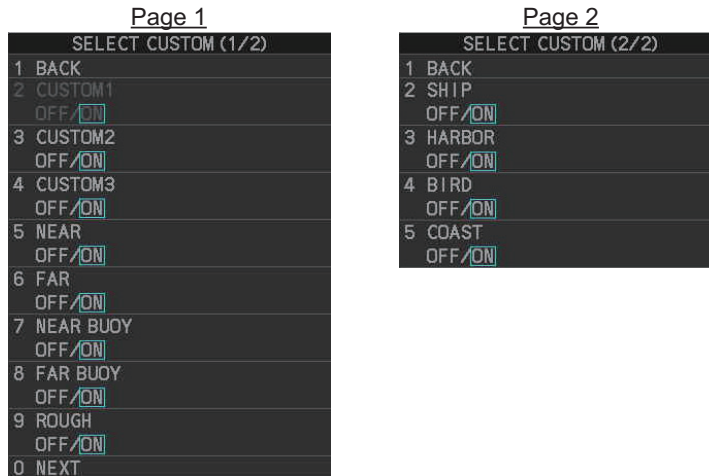 Page 1
SELECT CUSTOM (1/2)
1 BACK
2 CUSTOM1
OFF/ON
3 CUSTOM2
OFF/ON
4 CUSTOM3
OFF/ON
5 NEAR
OFF/ON
6 FAR
OFF/ON
7 NEAR BUOY
OFF/ON
8 FAR BUOY
OFF/ON
9 ROUGH
OFF/ON
0 NEXT
Page 2
SELECT CUSTOM (2/2)
1 BACK
2 SHIP
OFF/ON
3 HARBOR
OFF/ON
4 BIRD
OFF/ON
5 COAST
OFF/ON